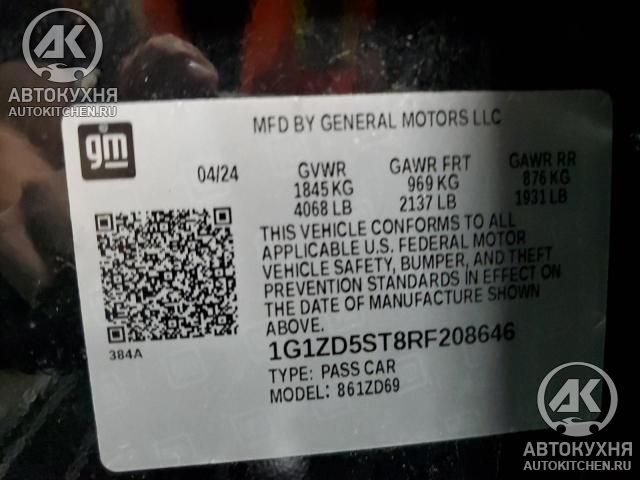 АВТОКУХНЯ
AUTOKITCHEN.RU
gm
MFD BY GENERAL MOTORS LLC
04/24
GVWR GAWR FRT GAWR RR
1845 KG 969 KG 876 KG
4068 LB 2137 LB 1931 LB
THIS VEHICLE CONFORMS TO ALL
APPLICABLE U.S. FEDERAL MOTOR
VEHICLE SAFETY, BUMPER, AND THEFT
PREVENTION STANDARDS IN EFFECT ON
THE DATE OF MANUFACTURE SHOWN
ABOVE.
384A
1G1ZD5ST8RF208646
TYPE: PASS CAR
MODEL: 861ZD69
АК
АВТОКУХНЯ
AUTOKITCHEN.RU